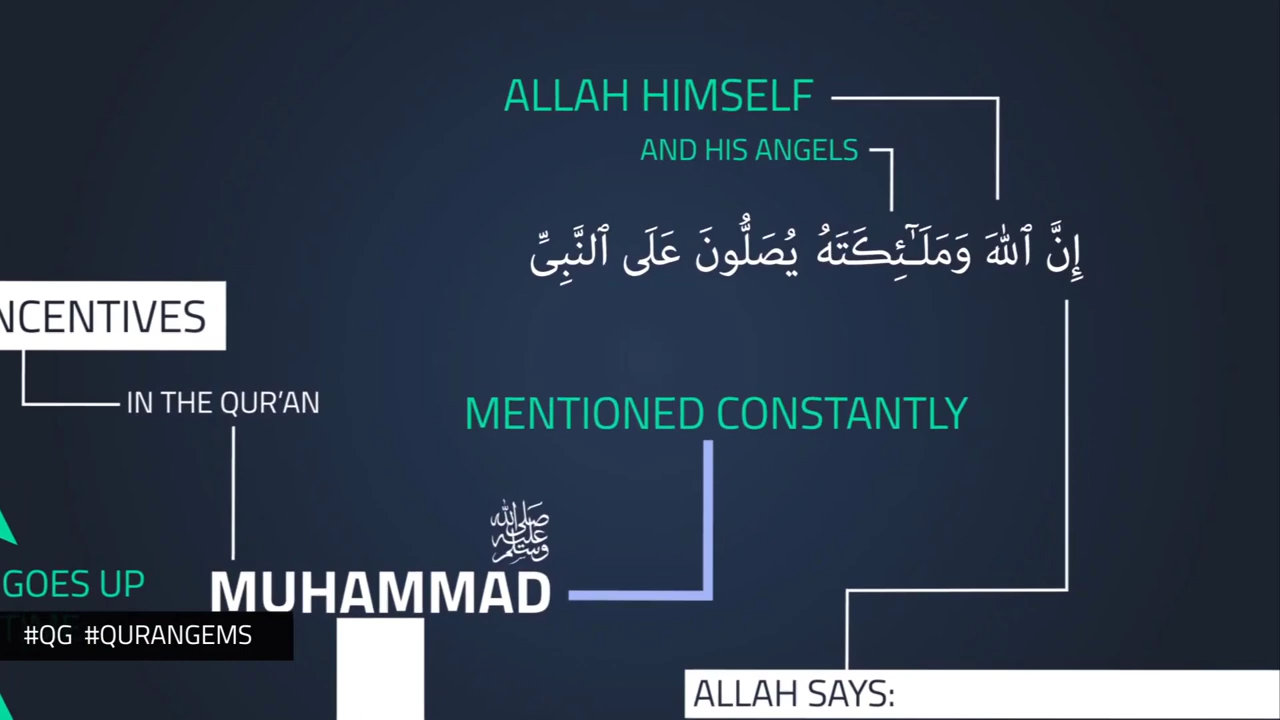 ALLAH HIMSELF
AND HIS ANGELS
إِنَّ ٱللَّهَ وَمَلَـٰٓئِكَتَهُ يُصَلُّونَ عَلَى ٱلنَّبِىِّ
NCENTIVES
IN THE QUR’AN
MENTIONED CONSTANTLY
صلى الله عليه وسلم
MUHAMMAD
GOES UP
TIME
#QG #QURANGEMS
ALLAH SAYS: